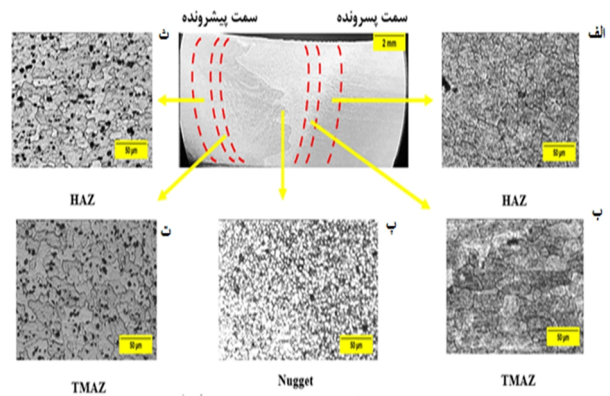 سمت پسرونده
سمت پیشرونده
2 mm
الف
50 µm
HAZ
ث
50 µm
HAZ
ب
50 µm
TMAZ
پ
50 µm
Nugget
ت
50 µm
TMAZ